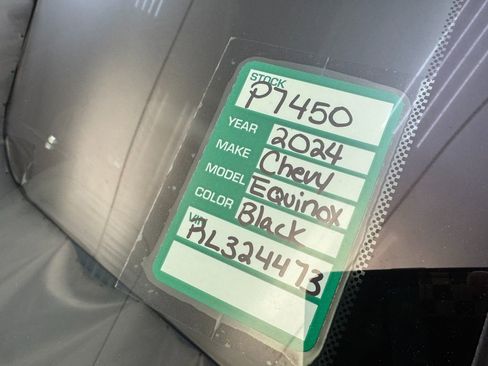 STOCK
P7450
YEAR 2024
MAKE Chevy
MODEL Equinox
COLOR Black
VIN
RL324473